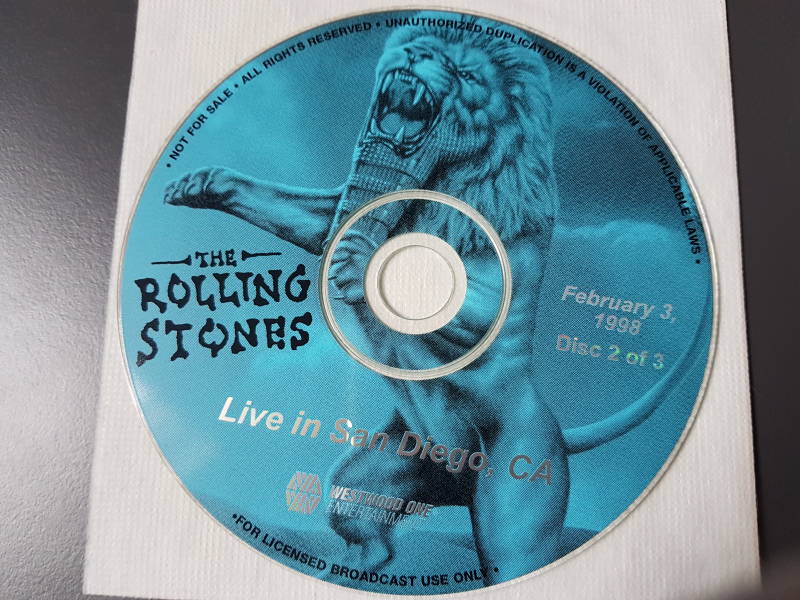 • NOT FOR SALE • ALL RIGHTS RESERVED • UNAUTHORIZED DUPLICATION IS A VIOLATION OF APPLICABLE LAWS •
THE
ROLLING
STONES
February 3,
1998
Disc 2 of 3
Live in San Diego, CA
WESTWOOD ONE
ENTERTAINMENT
•FOR LICENSED BROADCAST USE ONLY •